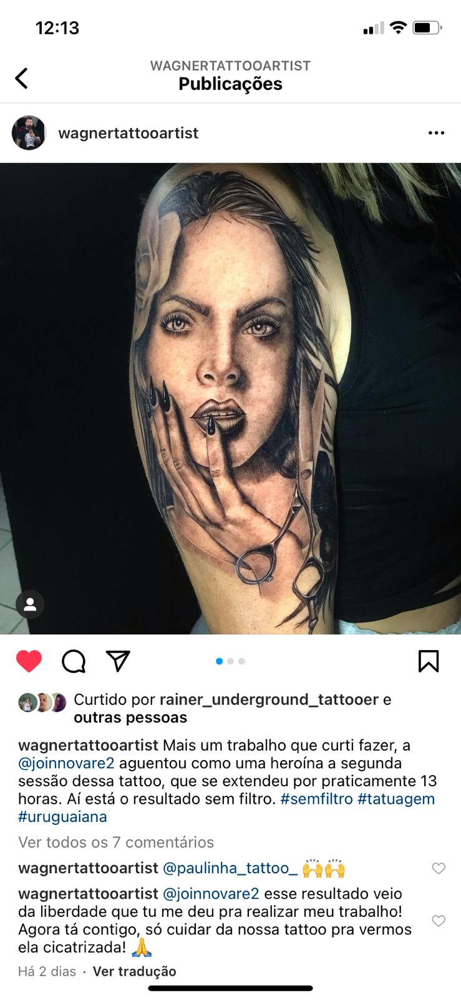 12:13
WAGNERTATTOOARTIST
Publicações
wagnertattooartist
Curtido por rainer_underground_tattooer e
outras pessoas
wagnertattooartist Mais um trabalho que curti fazer, a
@joinnovare2 aguentou como uma heroína a segunda
sessão dessa tattoo, que se extendeu por praticamente 13
horas. Aí está o resultado sem filtro. #semfiltro #tatuagem
#uruguaiana
Ver todos os 7 comentários
wagnertattooartist @paulinha_tattoo_ 🙌🙌
wagnertattooartist @joinnovare2 esse resultado veio
da liberdade que tu me deu pra realizar meu trabalho!
Agora tá contigo, só cuidar da nossa tattoo pra vermos
ela cicatrizada! 🙏
Há 2 dias · Ver tradução